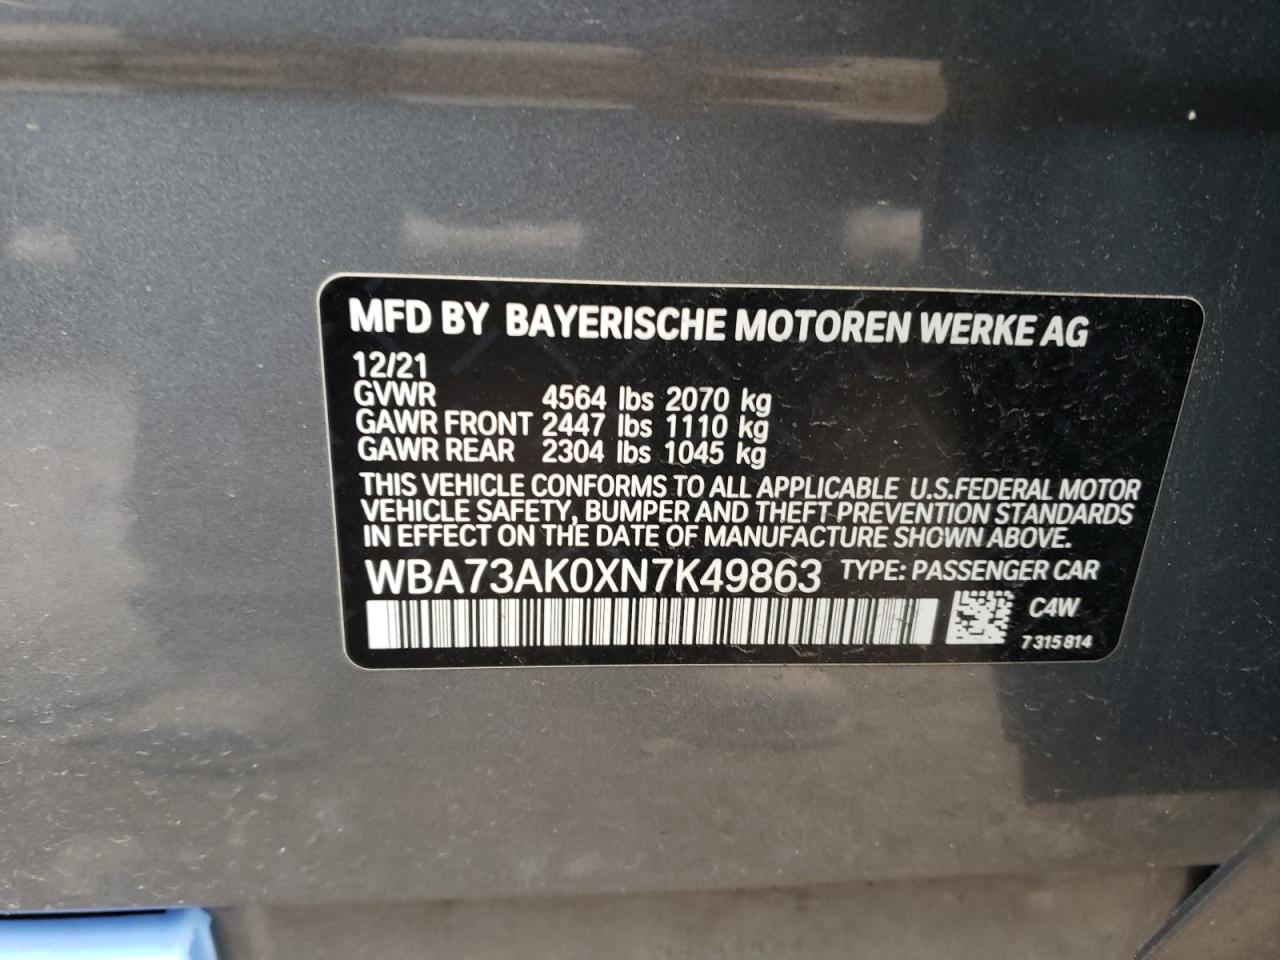 MFD BY BAYERISCHE MOTOREN WERKE AG
12/21
GVWR 4564 lbs 2070 kg
GAWR FRONT 2447 lbs 1110 kg
GAWR REAR 2304 lbs 1045 kg
THIS VEHICLE CONFORMS TO ALL APPLICABLE U.S.FEDERAL MOTOR
VEHICLE SAFETY, BUMPER AND THEFT PREVENTION STANDARDS
IN EFFECT ON THE DATE OF MANUFACTURE SHOWN ABOVE.
WBA73AK0XN7K49863 TYPE: PASSENGER CAR
C4W
7 315 814